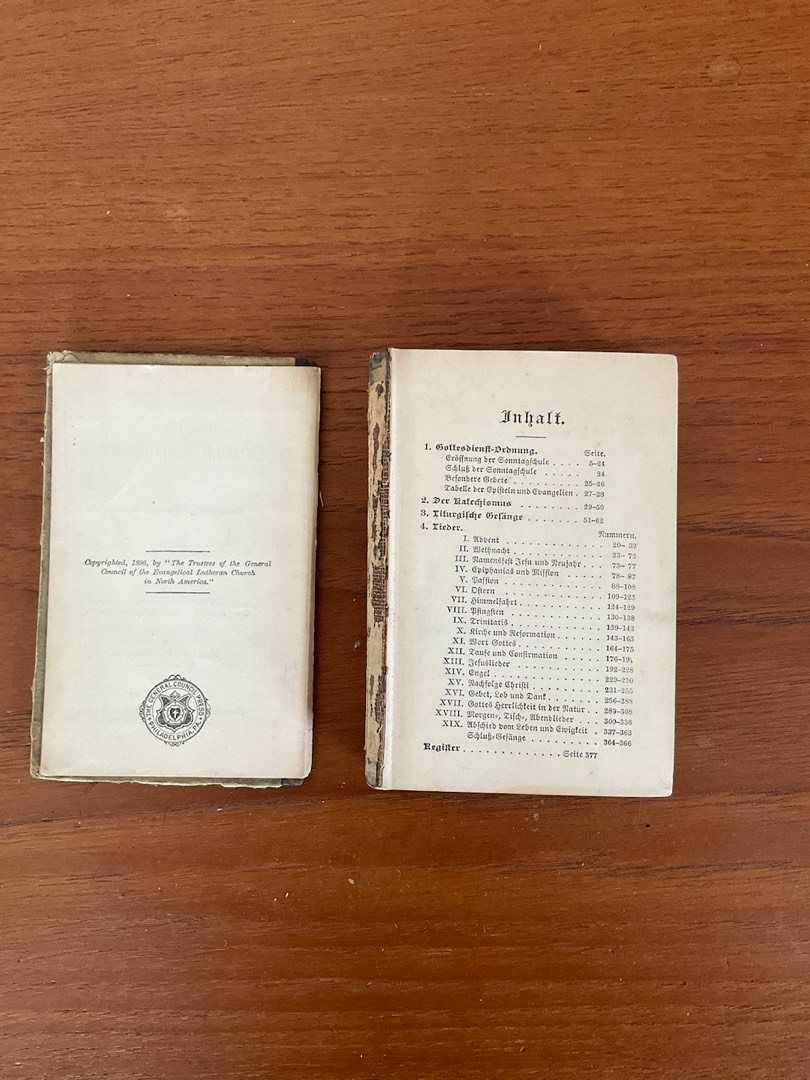 Copyrighted, 1896, by "The Trustees of the General
Council of the Evangelical Lutheran Church
in North America."
THE GENERAL COUNCIL PRESS
PHILADELPHIA, PA.
Inhalt.
1. Gottesdienst-Ordnung. Seite.
Eröffnung der Sonntagschule . . . . 5–24
Schluß der Sonntagschule . . . . 24
Besondere Gebete . . . . . . . . . 25–26
Tabelle der Episteln und Evangelien . 27–28
2. Der Katechismus . . . . . . . . 29–50
3. Liturgische Gesänge . . . . . . . 51–62
4. Lieder. Nummern.
I. Advent . . . . . . . . . . . 20– 32
II. Weihnacht . . . . . . . . . . 33– 72
III. Namensfest Jesu und Neujahr . . . 73– 77
IV. Epiphanias und Mission . . . . . 78– 87
V. Passion . . . . . . . . . . . 88–108
VI. Ostern . . . . . . . . . . . 109–123
VII. Himmelfahrt . . . . . . . . . 124–129
VIII. Pfingsten . . . . . . . . . . 130–138
IX. Trinitatis . . . . . . . . . . 139–142
X. Kirche und Reformation . . . . . . 143–163
XI. Wort Gottes . . . . . . . . . 164–175
XII. Taufe und Confirmation . . . . . 176–191
XIII. Jesuslieder . . . . . . . . . . 192–228
XIV. Engel . . . . . . . . . . . 229–230
XV. Nachfolge Christi . . . . . . . . 231–255
XVI. Gebet, Lob und Dank . . . . . . 256–288
XVII. Gottes Herrlichkeit in der Natur . . 289–308
XVIII. Morgen-, Tisch-, Abendlieder . . . 309–336
XIX. Abschied vom Leben und Ewigkeit . 337–363
Schluß-Gesänge . . . . . . . . 364–366
Register . . . . . . . . . . . . . Seite 377